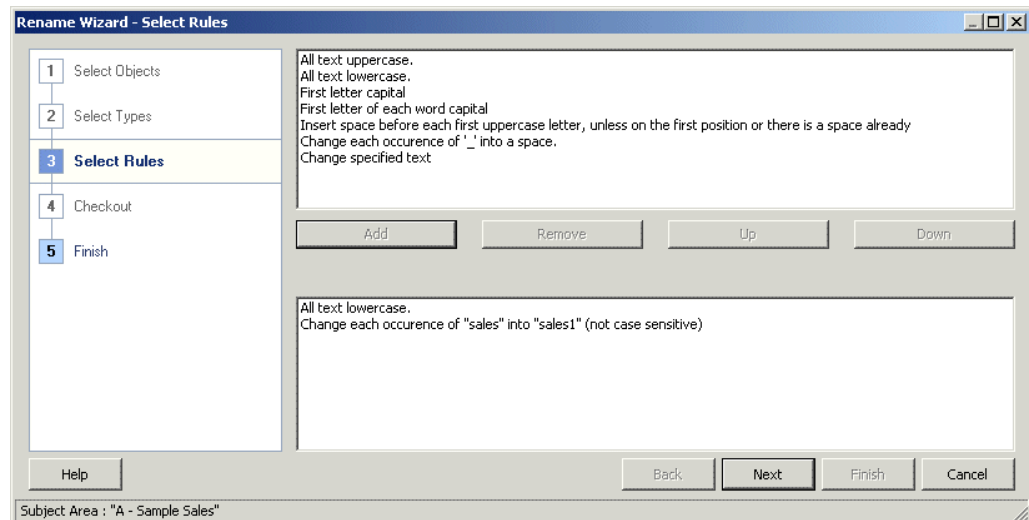 Rename Wizard - Select Rules
1 Select Objects
2 Select Types
3 Select Rules
4 Checkout
5 Finish
All text uppercase.
All text lowercase.
First letter capital
First letter of each word capital
Insert space before each first uppercase letter, unless on the first position or there is a space already
Change each occurence of '_' into a space.
Change specified text
Add Remove Up Down
All text lowercase.
Change each occurence of "sales" into "sales1" (not case sensitive)
Help Back Next Finish Cancel
Subject Area : "A - Sample Sales"